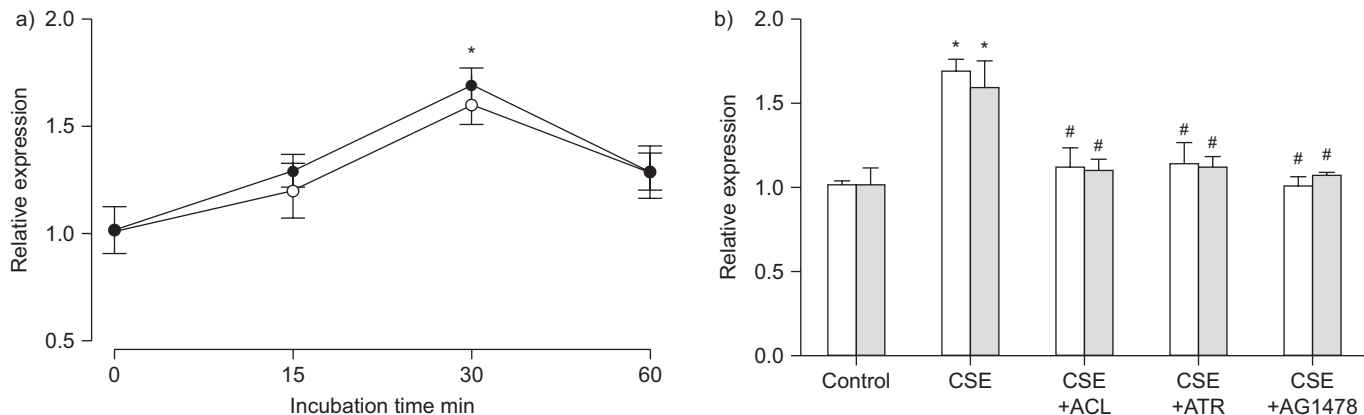 a)
2.0
1.5
1.0
0.5
Relative expression
*
0 15 30 60
Incubation time min
b)
2.0
1.5
1.0
0.5
0.0
Relative expression
* *
# # # # # #
Control CSE CSE CSE CSE
+ACL +ATR +AG1478